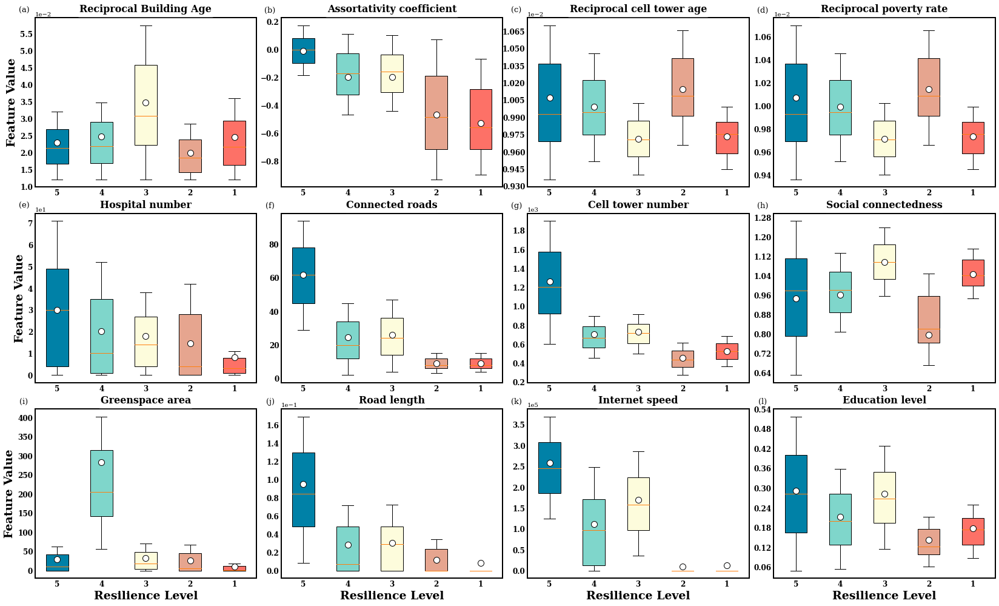 (a) Reciprocal Building Age
1e−2
Feature Value
5.5
5.0
4.5
4.0
3.5
3.0
2.5
2.0
1.5
1.0
5 4 3 2 1
(b) Assortativity coefficient
0.2
0.0
−0.2
−0.4
−0.6
−0.8
5 4 3 2 1
(c) Reciprocal cell tower age
1e−2
1.065
1.050
1.035
1.020
1.005
0.990
0.975
0.960
0.945
0.930
5 4 3 2 1
(d) Reciprocal poverty rate
1e−2
1.06
1.04
1.02
1.00
0.98
0.96
0.94
5 4 3 2 1
(e) Hospital number
1e1
Feature Value
7
6
5
4
3
2
1
0
5 4 3 2 1
(f) Connected roads
80
60
40
20
0
5 4 3 2 1
(g) Cell tower number
1e3
1.8
1.6
1.4
1.2
1.0
0.8
0.6
0.4
0.2
5 4 3 2 1
(h) Social connectedness
1.28
1.20
1.12
1.04
0.96
0.88
0.80
0.72
0.64
5 4 3 2 1
(i) Greenspace area
Feature Value
400
350
300
250
200
150
100
50
0
5 4 3 2 1
Resilience Level
(j) Road length
1e−1
1.6
1.4
1.2
1.0
0.8
0.6
0.4
0.2
0.0
5 4 3 2 1
Resilience Level
(k) Internet speed
1e5
3.5
3.0
2.5
2.0
1.5
1.0
0.5
0.0
5 4 3 2 1
Resilience Level
(l) Education level
0.54
0.48
0.42
0.36
0.30
0.24
0.18
0.12
0.06
5 4 3 2 1
Resilience Level